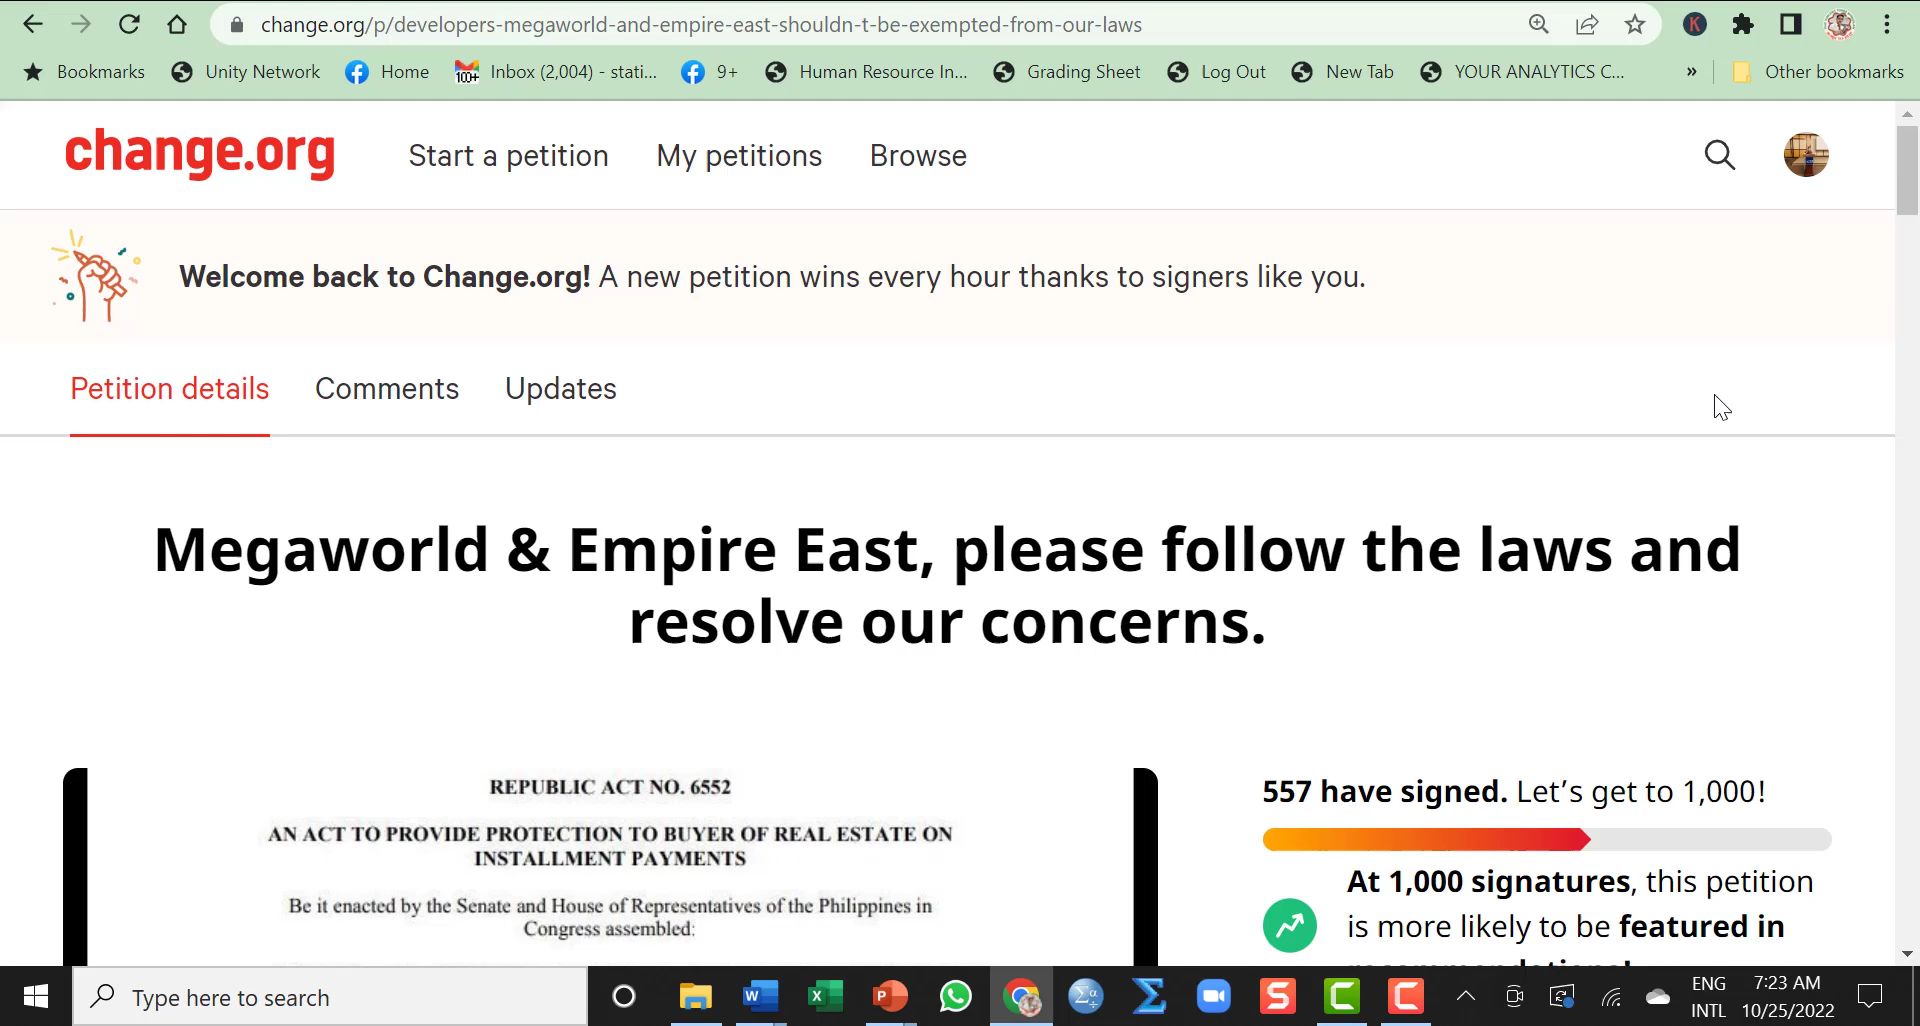 change.org/p/developers-megaworld-and-empire-east-shouldn-t-be-exempted-from-our-laws
K
Bookmarks
Unity Network
Home
100+
Inbox (2,004) - stati...
9+
Human Resource In...
Grading Sheet
Log Out
New Tab
YOUR ANALYTICS C...
»
Other bookmarks
change.org
Start a petition
My petitions
Browse
Welcome back to Change.org! A new petition wins every hour thanks to signers like you.
Petition details
Comments
Updates
Megaworld & Empire East, please follow the laws and
resolve our concerns.
REPUBLIC ACT NO. 6552
AN ACT TO PROVIDE PROTECTION TO BUYER OF REAL ESTATE ON
INSTALLMENT PAYMENTS
Be it enacted by the Senate and House of Representatives of the Philippines in
Congress assembled:
557 have signed. Let's get to 1,000!
At 1,000 signatures, this petition
is more likely to be featured in
recommendations!
Type here to search
ENG
INTL
7:23 AM
10/25/2022